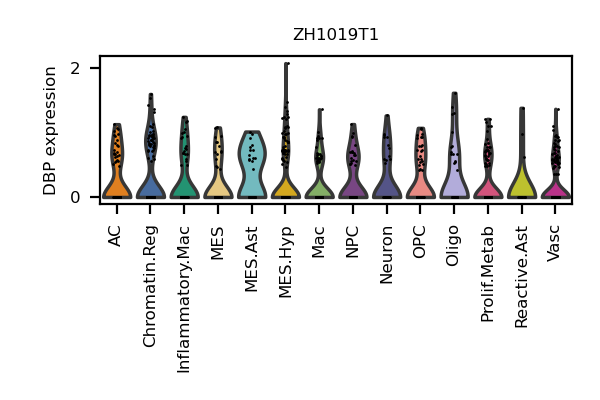 ZH1019T1
DBP expression
2
0
AC
Chromatin.Reg
Inflammatory.Mac
MES
MES.Ast
MES.Hyp
Mac
NPC
Neuron
OPC
Oligo
Prolif.Metab
Reactive.Ast
Vasc